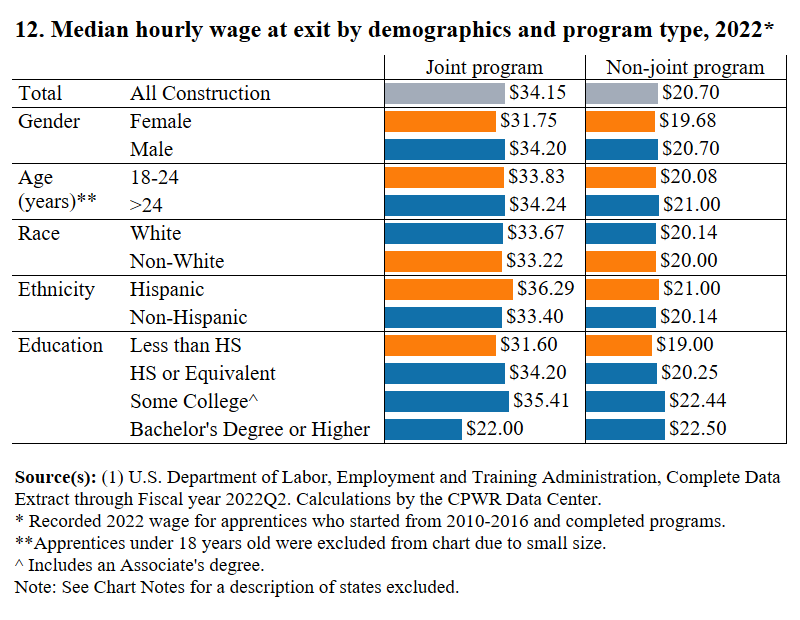 12. Median hourly wage at exit by demographics and program type, 2022*
Joint program Non-joint program
Total All Construction $34.15 $20.70
Gender Female $31.75 $19.68
Male $34.20 $20.70
Age 18-24 $33.83 $20.08
(years)** >24 $34.24 $21.00
Race White $33.67 $20.14
Non-White $33.22 $20.00
Ethnicity Hispanic $36.29 $21.00
Non-Hispanic $33.40 $20.14
Education Less than HS $31.60 $19.00
HS or Equivalent $34.20 $20.25
Some College^ $35.41 $22.44
Bachelor's Degree or Higher $22.00 $22.50
Source(s): (1) U.S. Department of Labor, Employment and Training Administration, Complete Data
Extract through Fiscal year 2022Q2. Calculations by the CPWR Data Center.
* Recorded 2022 wage for apprentices who started from 2010-2016 and completed programs.
**Apprentices under 18 years old were excluded from chart due to small size.
^ Includes an Associate's degree.
Note: See Chart Notes for a description of states excluded.